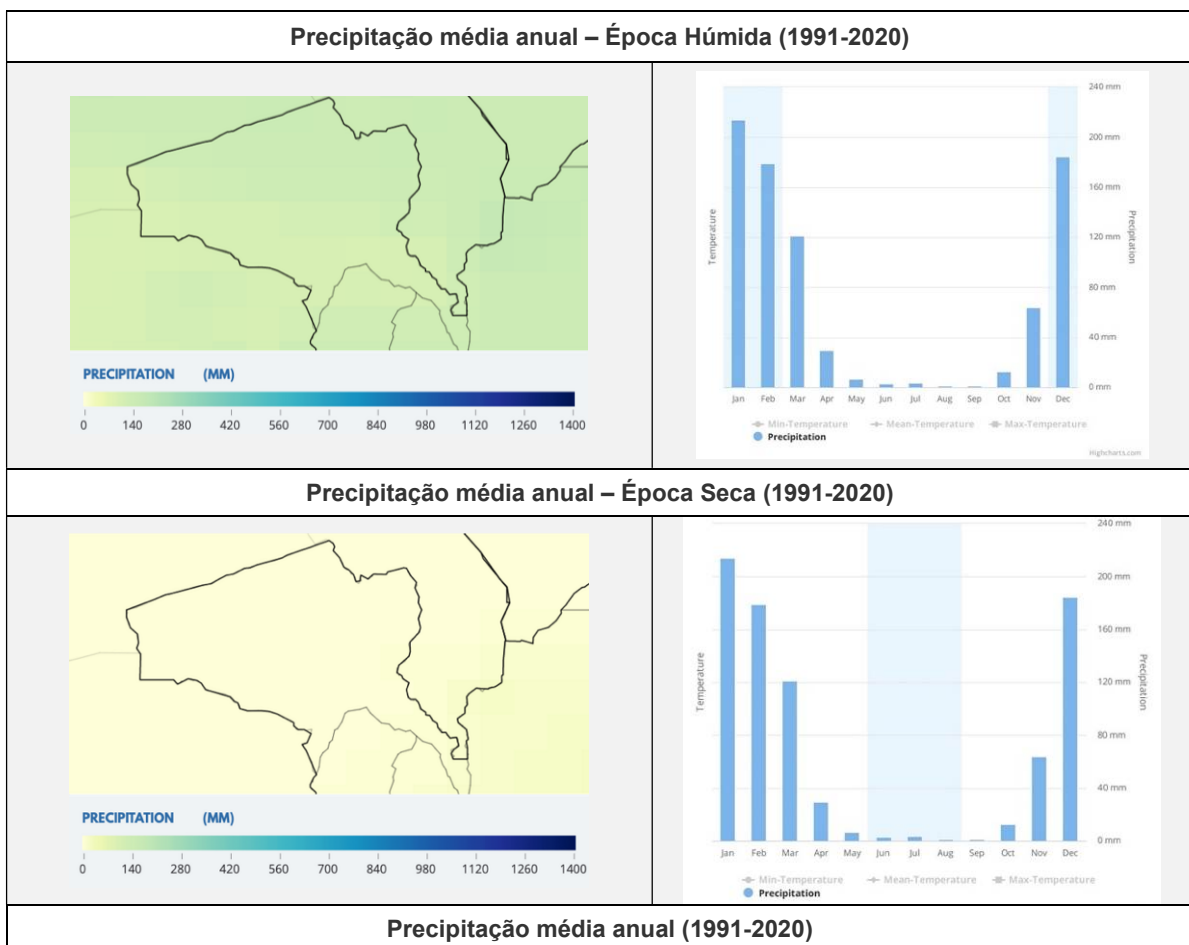 Precipitação média anual – Época Húmida (1991-2020)
PRECIPITATION (MM)
0 140 280 420 560 700 840 980 1120 1260 1400
Temperature
Precipitation
240 mm
200 mm
160 mm
120 mm
80 mm
40 mm
0 mm
Jan Feb Mar Apr May Jun Jul Aug Sep Oct Nov Dec
Min-Temperature Mean-Temperature Max-Temperature
Precipitation
Highcharts.com
Precipitação média anual – Época Seca (1991-2020)
PRECIPITATION (MM)
0 140 280 420 560 700 840 980 1120 1260 1400
Temperature
Precipitation
240 mm
200 mm
160 mm
120 mm
80 mm
40 mm
0 mm
Jan Feb Mar Apr May Jun Jul Aug Sep Oct Nov Dec
Min-Temperature Mean-Temperature Max-Temperature
Precipitation
Precipitação média anual (1991-2020)